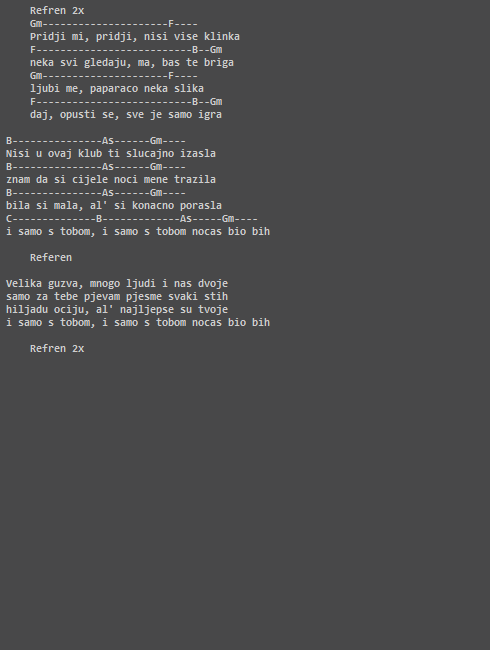 Refren 2x
Gm---------------------F----
Pridji mi, pridji, nisi vise klinka
F--------------------------B--Gm
neka svi gledaju, ma, bas te briga
Gm---------------------F----
ljubi me, paparaco neka slika
F--------------------------B--Gm
daj, opusti se, sve je samo igra
B---------------As------Gm----
Nisi u ovaj klub ti slucajno izasla
B---------------As------Gm----
znam da si cijele noci mene trazila
B---------------As------Gm----
bila si mala, al' si konacno porasla
C--------------B-------------As-----Gm----
i samo s tobom, i samo s tobom nocas bio bih
Referen
Velika guzva, mnogo ljudi i nas dvoje
samo za tebe pjevam pjesme svaki stih
hiljadu ociju, al' najljepse su tvoje
i samo s tobom, i samo s tobom nocas bio bih
Refren 2x